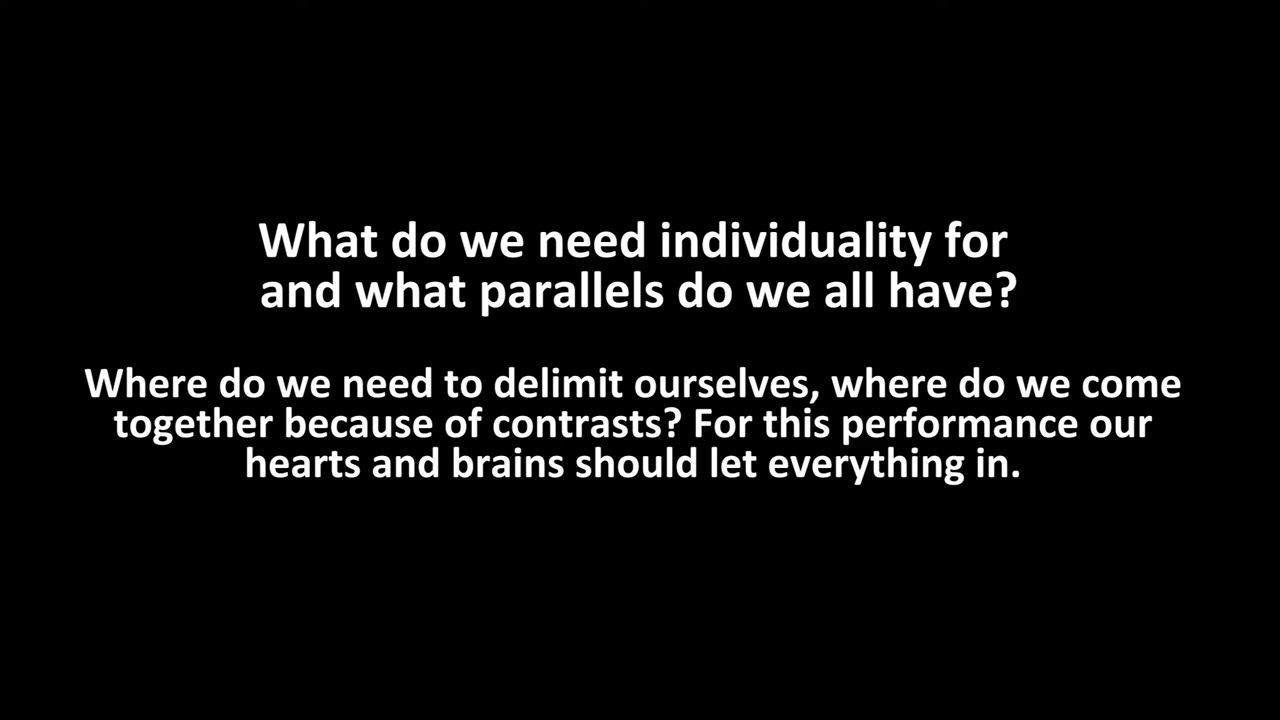 What do we need individuality for
and what parallels do we all have?
Where do we need to delimit ourselves, where do we come
together because of contrasts? For this performance our
hearts and brains should let everything in.